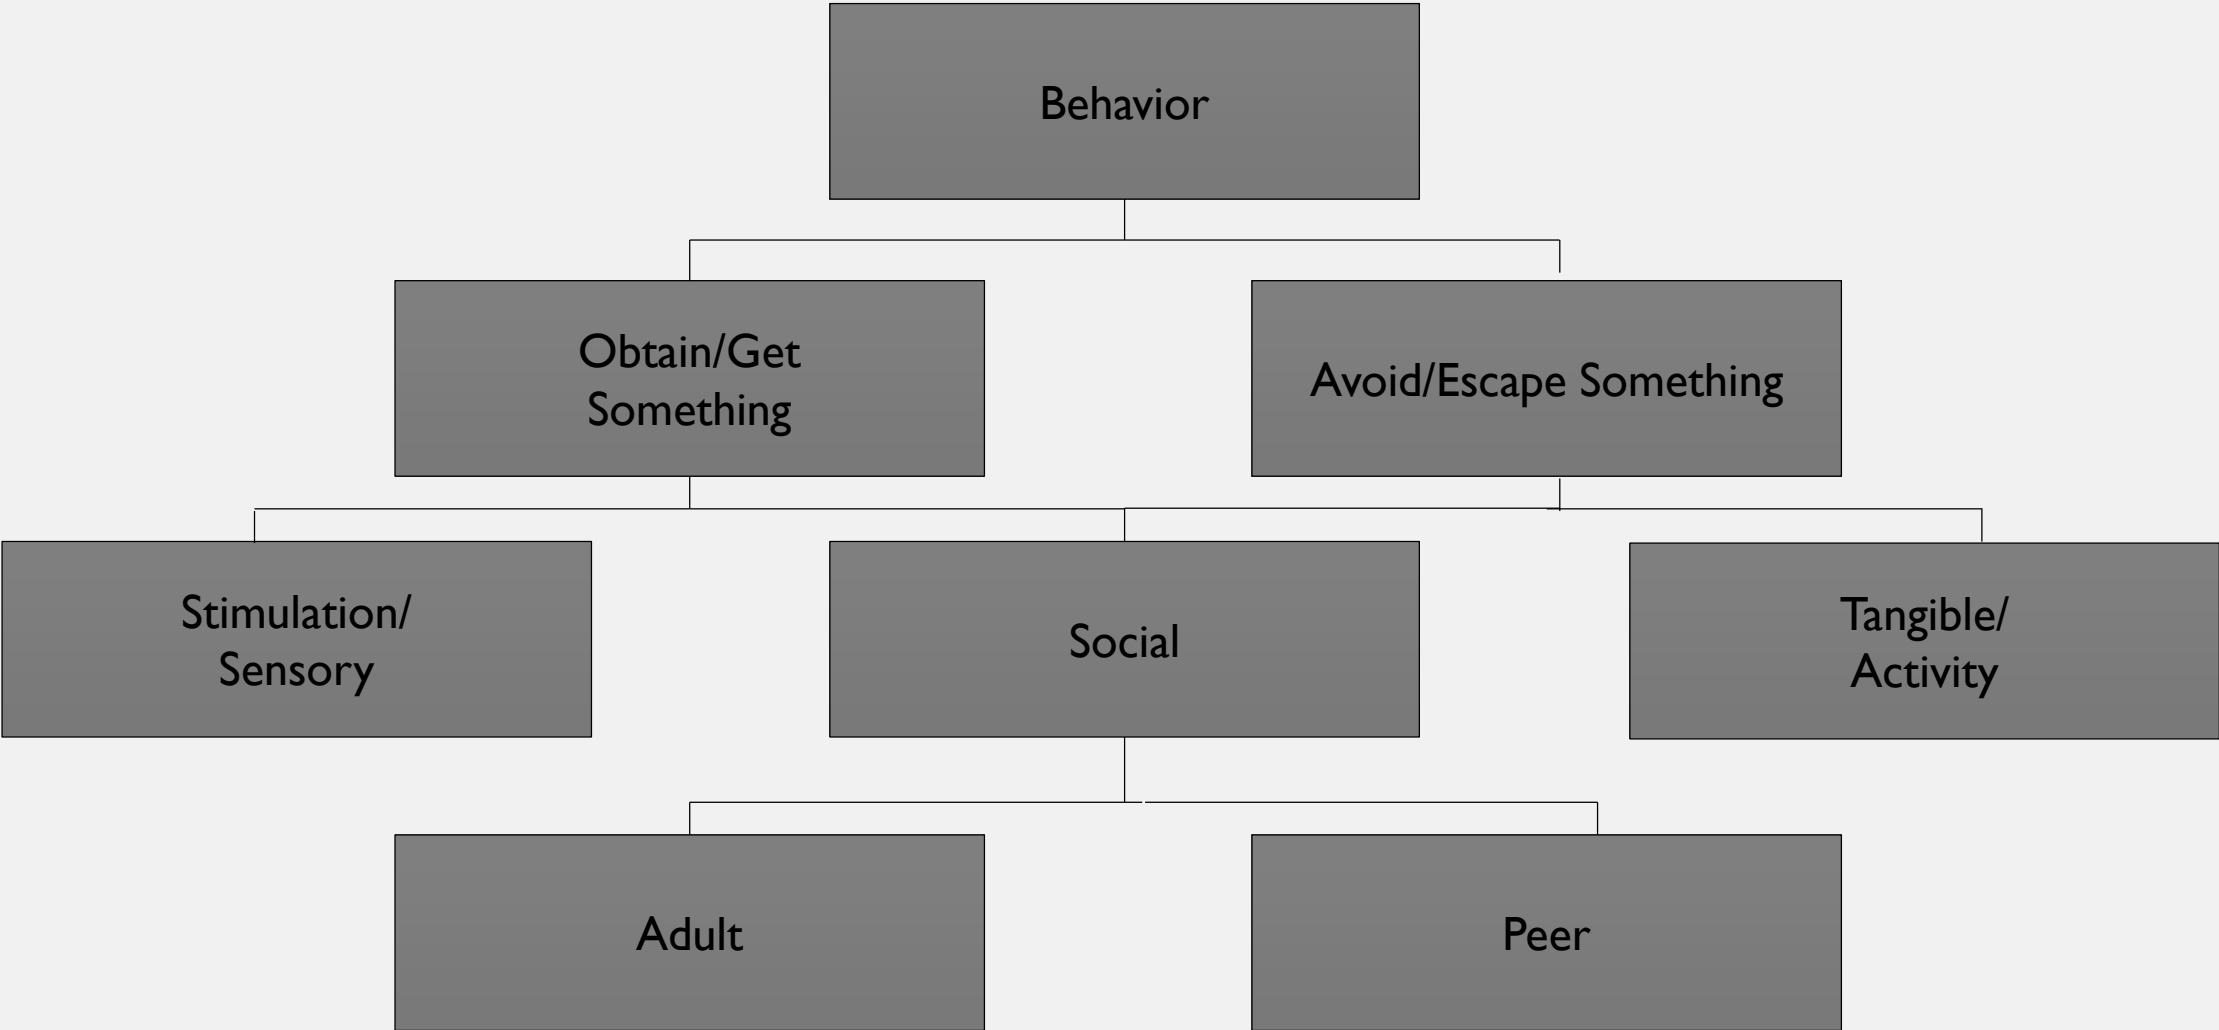 Behavior
Obtain/Get
Something
Avoid/Escape Something
Stimulation/
Sensory
Social
Tangible/
Activity
Adult
Peer